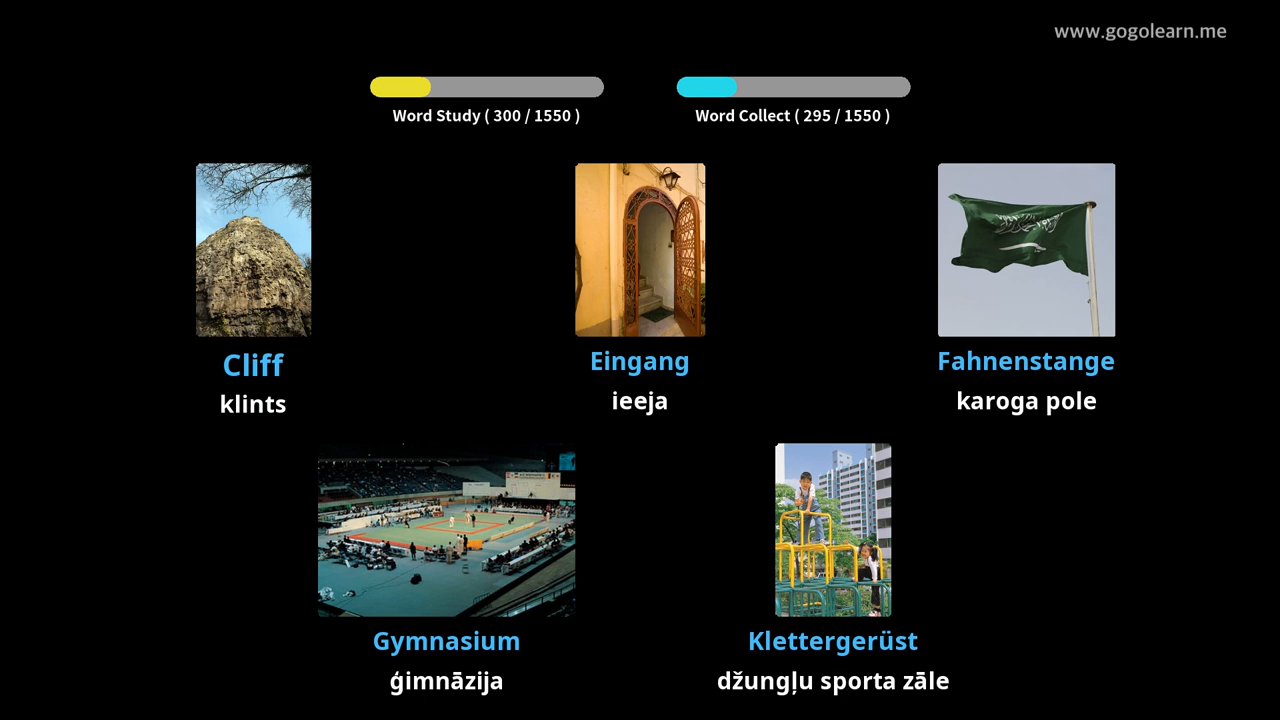 www.gogolearn.me
Word Study ( 300 / 1550 )
Word Collect ( 295 / 1550 )
Cliff
klints
Eingang
ieeja
Fahnenstange
karoga pole
Gymnasium
ģimnāzija
Klettergerüst
džungļu sporta zāle